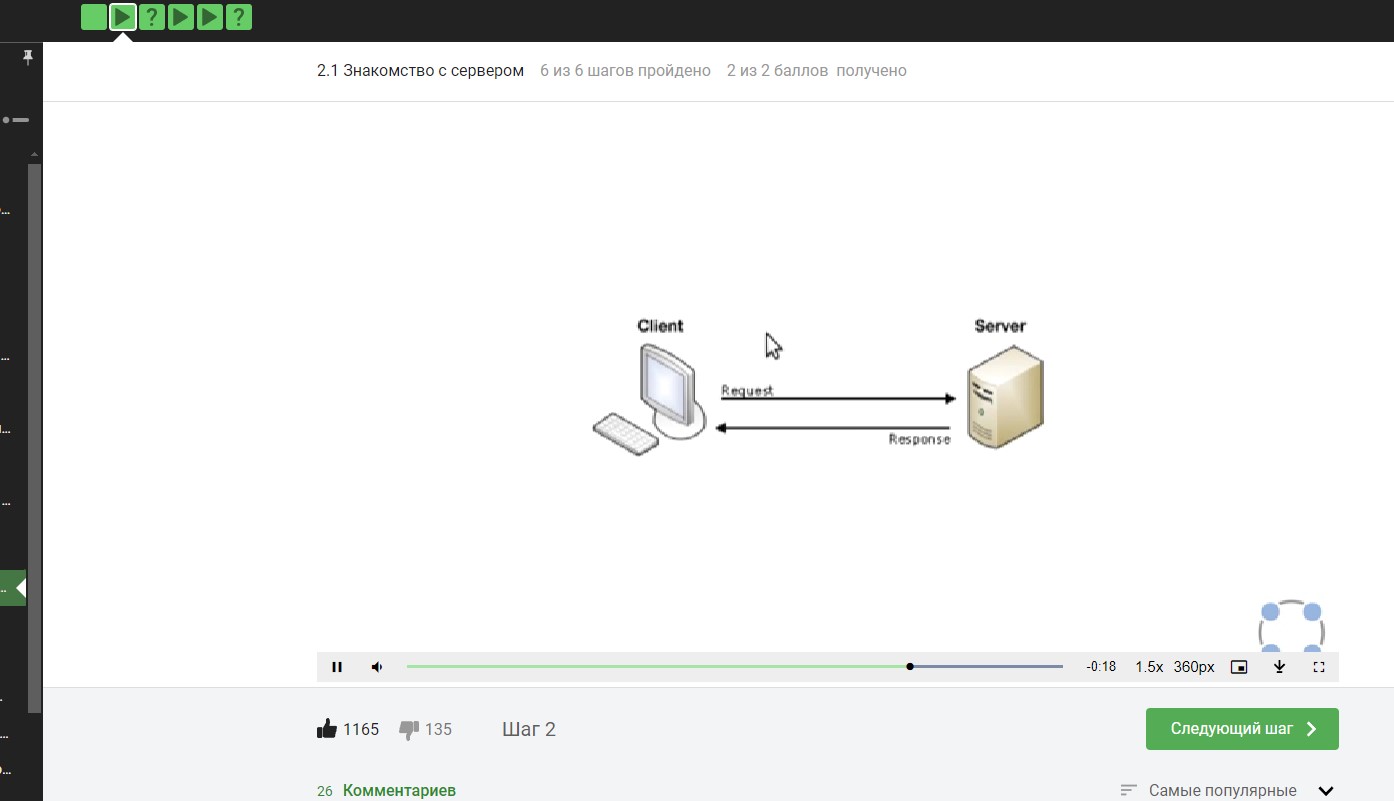 ? ?
2.1 Знакомство с сервером 6 из 6 шагов пройдено 2 из 2 баллов получено
Client Server
Request
Response
-0:18 1.5x 360px
1165 135 Шаг 2 Следующий шаг
26 Комментариев Самые популярные